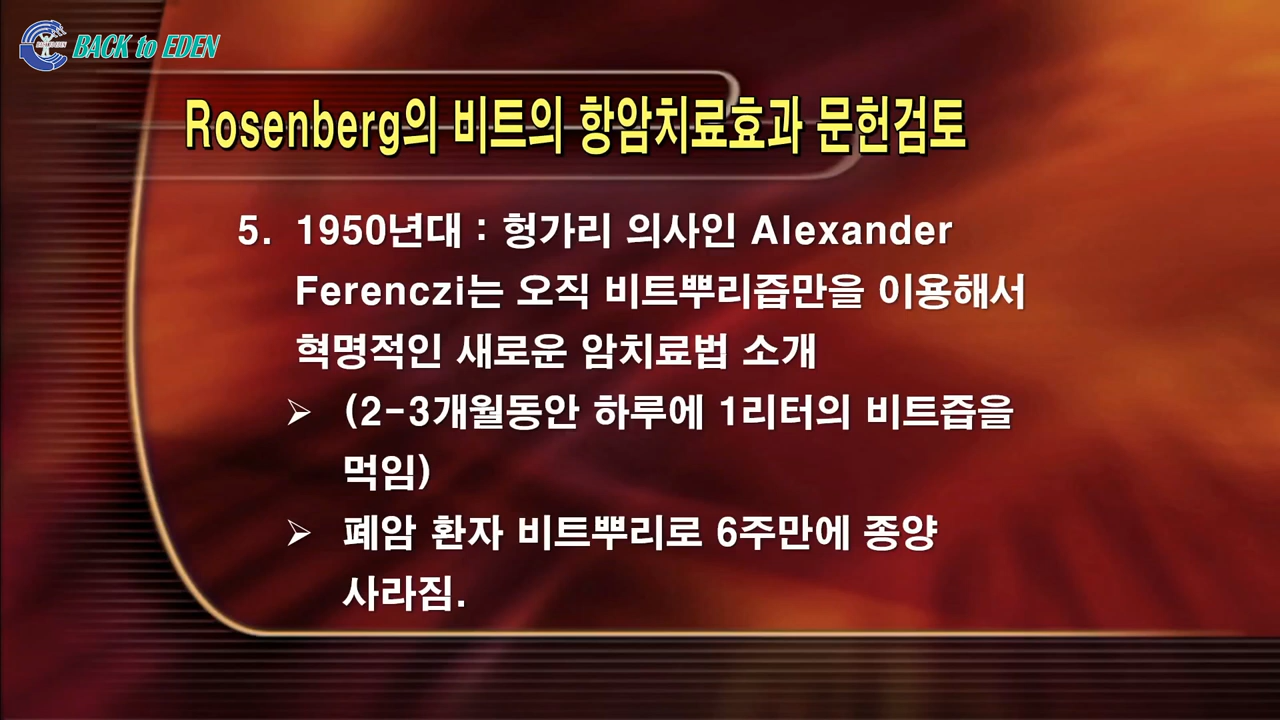 BACK to EDEN
Rosenberg의 비트의 항암치료효과 문헌검토
5. 1950년대 : 헝가리 의사인 Alexander
Ferenczi는 오직 비트뿌리즙만을 이용해서
혁명적인 새로운 암치료법 소개
➢ (2-3개월동안 하루에 1리터의 비트즙을
먹임)
➢ 폐암 환자 비트뿌리로 6주만에 종양
사라짐.